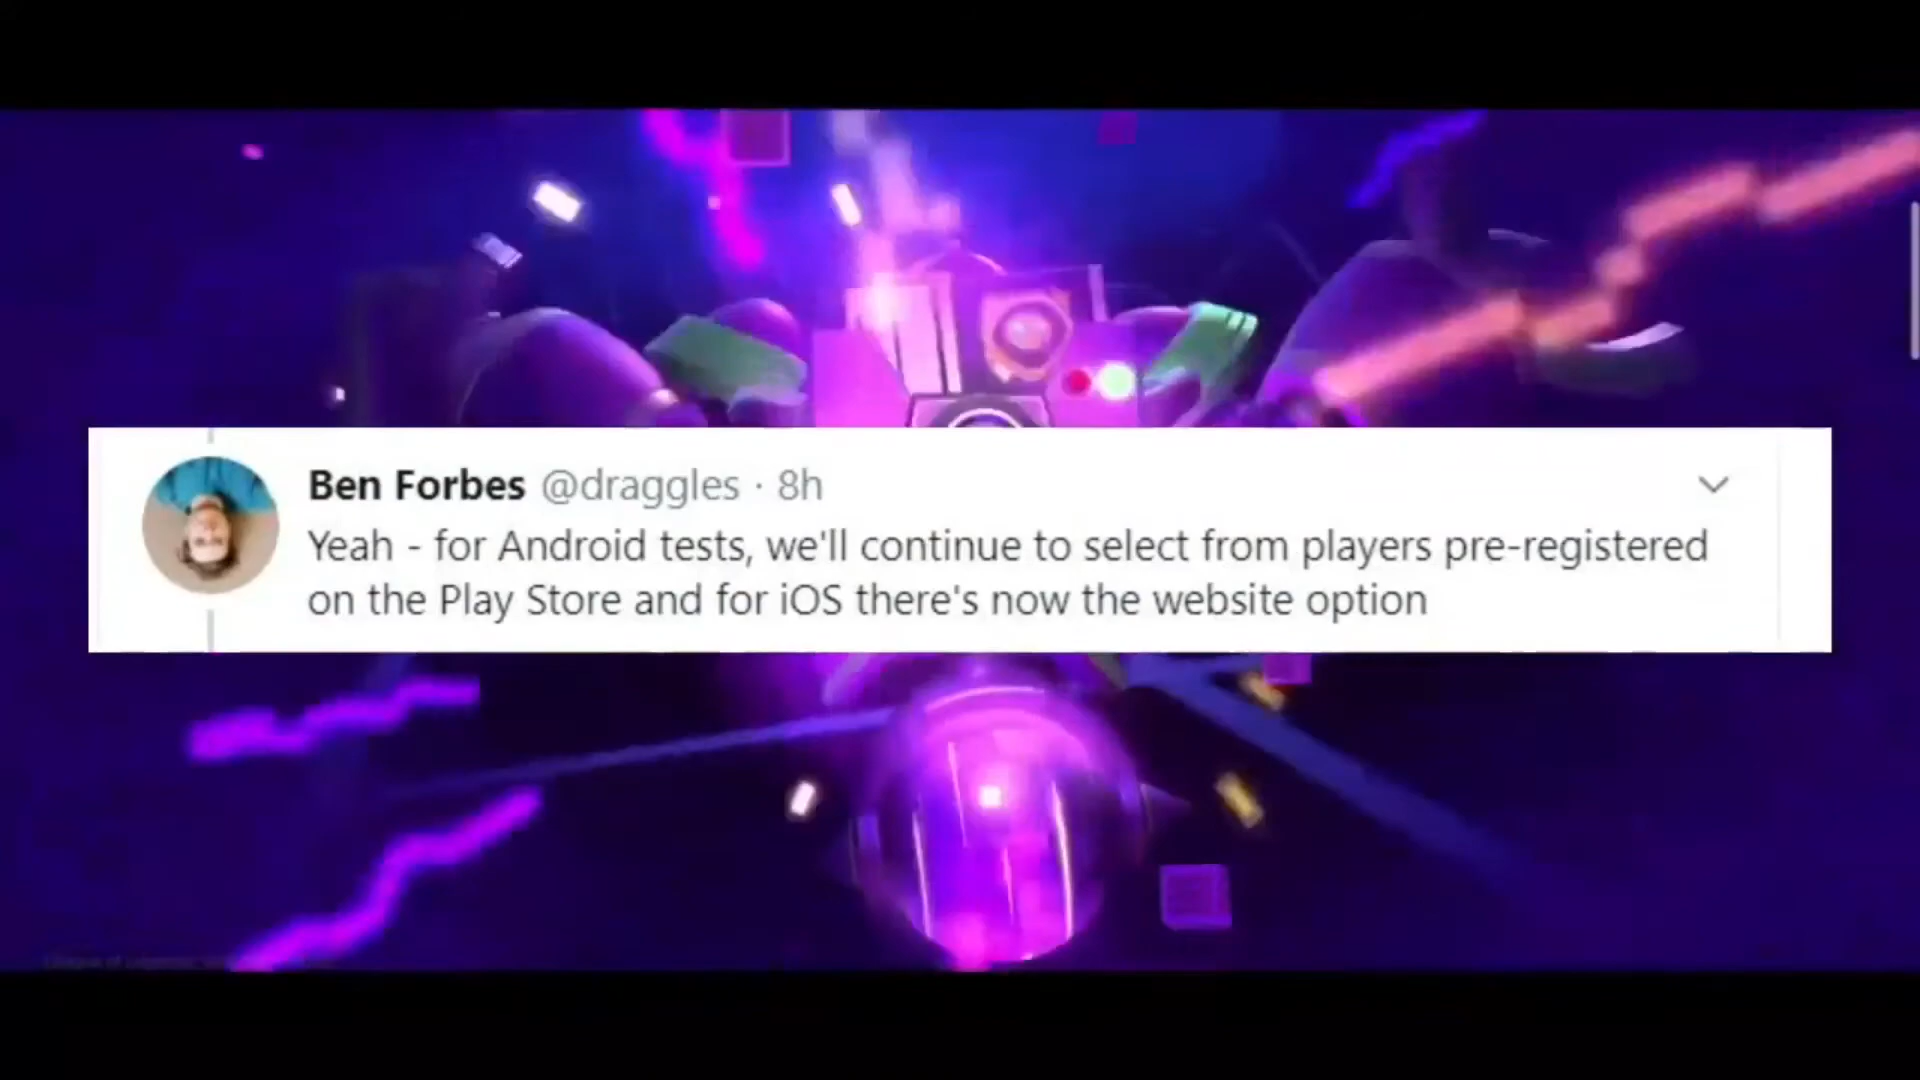 Ben Forbes @draggles · 8h
Yeah - for Android tests, we'll continue to select from players pre-registered
on the Play Store and for iOS there's now the website option